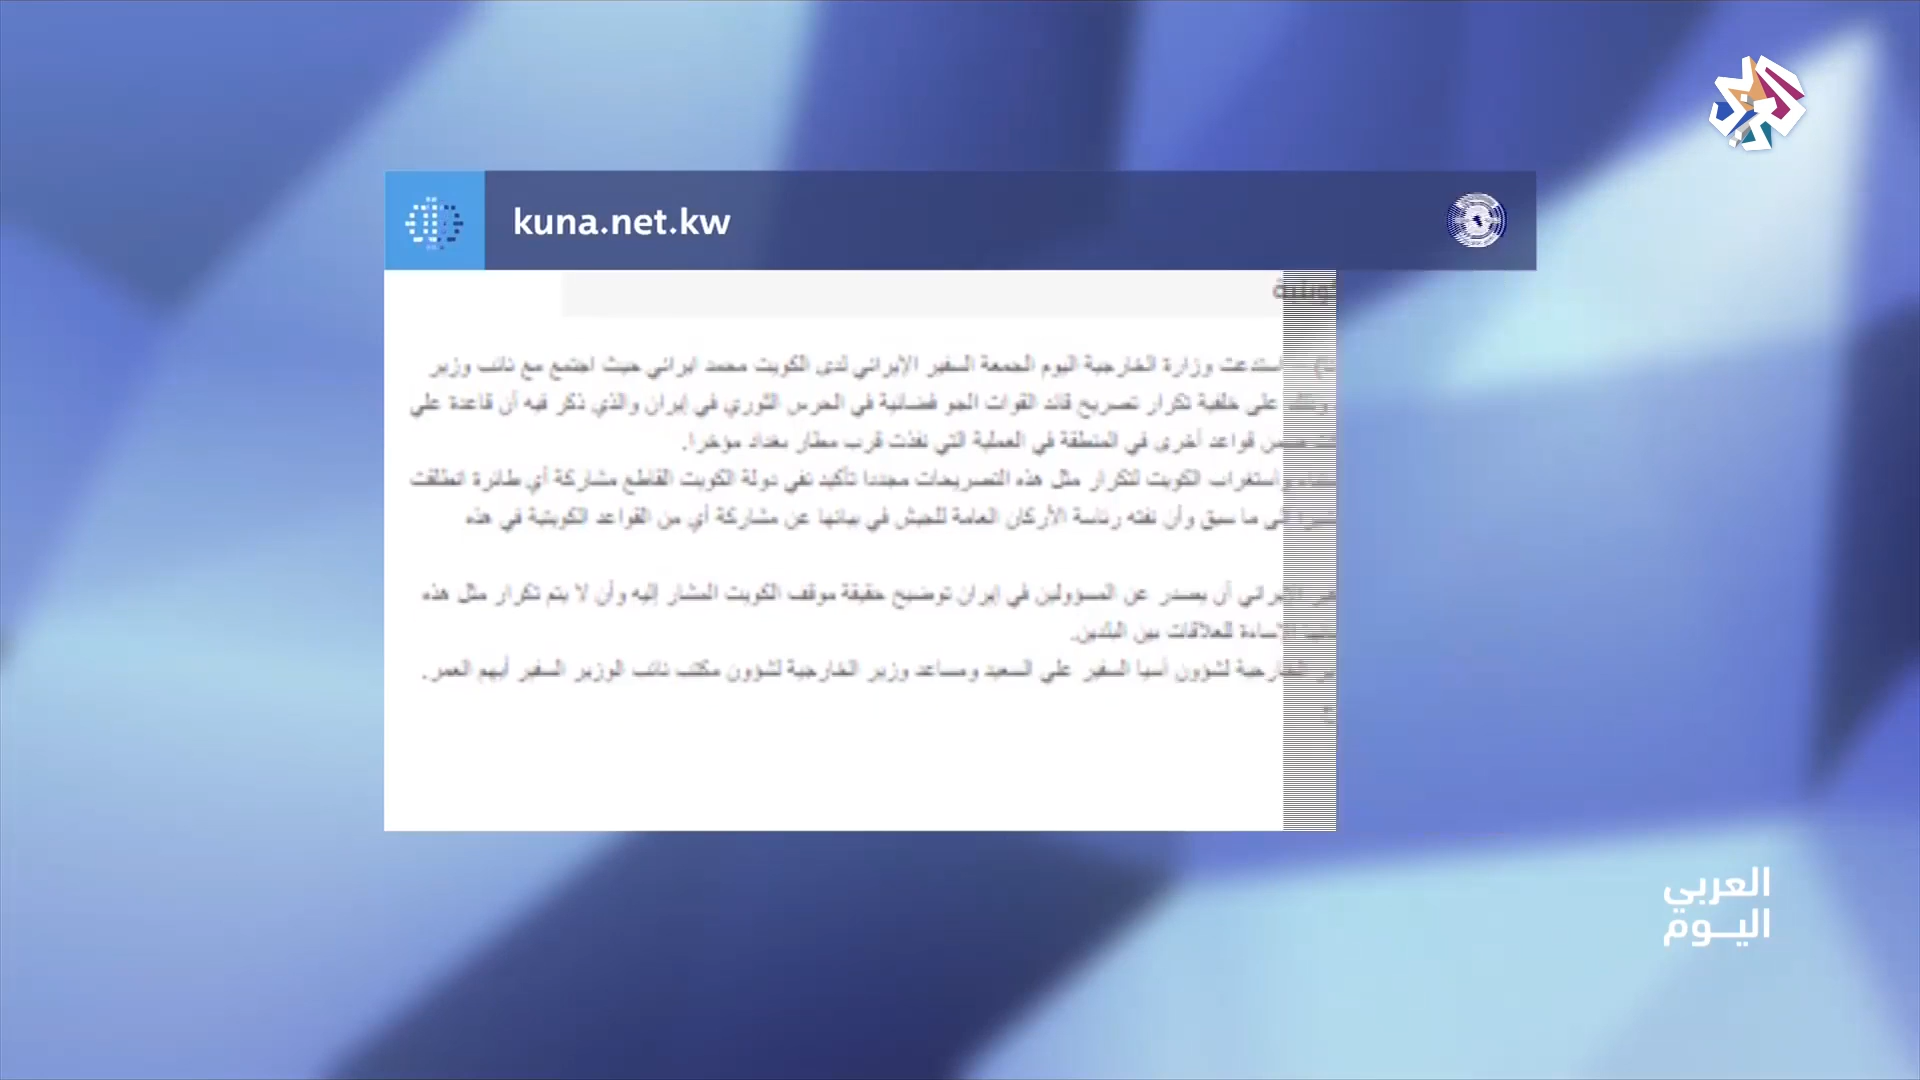 kuna.net.kw
استدعت وزارة الخارجية اليوم الجمعة السفير الإيراني لدى الكويت محمد ايراني حيث اجتمع مع نائب وزير
وذلك على خلفية تكرار تصريح قائد القوات الجو فضائية في الحرس الثوري في إيران والذي ذكر فيه أن قاعدة علي
ضمن قواعد أخرى في المنطقة في العملية التي نفذت قرب مطار بغداد مؤخرا.
واستغراب الكويت لتكرار مثل هذه التصريحات مجددا تأكيد نفي دولة الكويت القاطع مشاركة أي طائرة انطلقت
إلى ما سبق وأن نفته رئاسة الأركان العامة للجيش في بيانها عن مشاركة أي من القواعد الكويتية في هذه
الإيراني أن يصدر عن المسؤولين في إيران توضيح حقيقة موقف الكويت المشار إليه وأن لا يتم تكرار مثل هذه
الإساءة للعلاقات بين البلدين.
الخارجية لشؤون آسيا السفير علي السعيد ومساعد وزير الخارجية لشؤون مكتب نائب الوزير السفير أيهم العمر.
العربي
اليوم